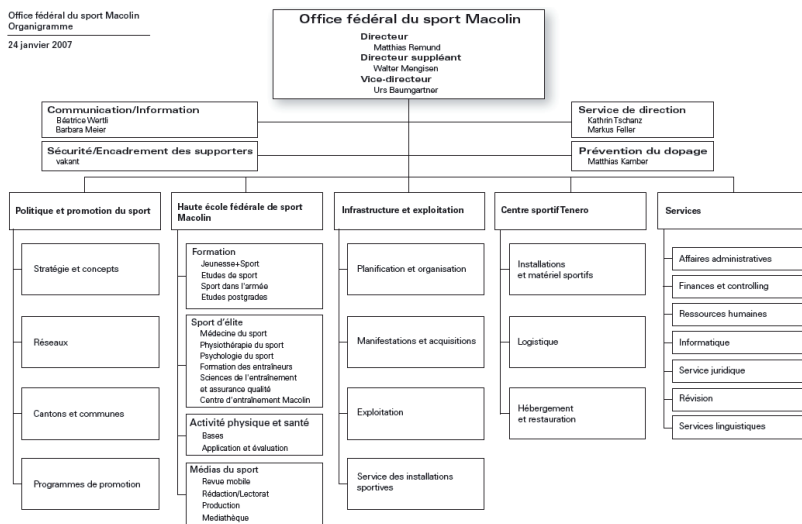 Office fédéral du sport Macolin
Organigramme
24 janvier 2007
Office fédéral du sport Macolin
Directeur
Matthias Remund
Directeur suppléant
Walter Mengisen
Vice-directeur
Urs Baumgartner
Communication/Information
Béatrice Wertli
Barbara Meier
Service de direction
Kathrin Tschanz
Markus Feller
Sécurité/Encadrement des supporters
vakant
Prévention du dopage
Matthias Kamber
Politique et promotion du sport
Stratégie et concepts
Réseaux
Cantons et communes
Programmes de promotion
Haute école fédérale de sport
Macolin
Formation
Jeunesse+Sport
Etudes de sport
Sport dans l'armée
Etudes postgrades
Sport d'élite
Médecine du sport
Physiothérapie du sport
Psychologie du sport
Formation des entraîneurs
Sciences de l'entraînement
et assurance qualité
Centre d'entraînement Macolin
Activité physique et santé
Bases
Application et évaluation
Médias du sport
Revue mobile
Rédaction/Lectorat
Production
Mediathèque
Infrastructure et exploitation
Planification et organisation
Manifestations et acquisitions
Exploitation
Service des installations
sportives
Centre sportif Tenero
Installations
et matériel sportifs
Logistique
Hébergement
et restauration
Services
Affaires administratives
Finances et controlling
Ressources humaines
Informatique
Service juridique
Révision
Services linguistiques